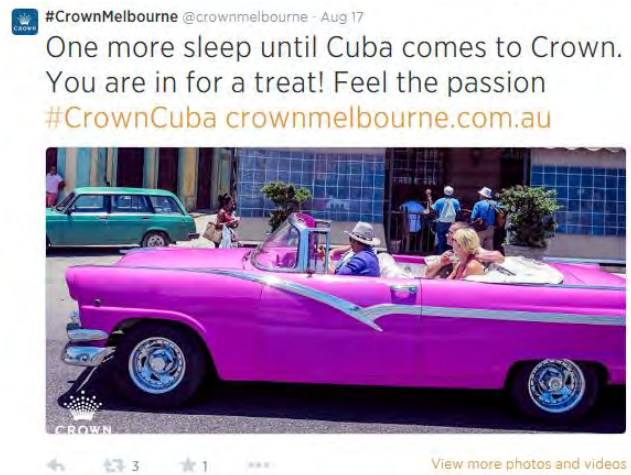 CROWN
#CrownMelbourne @crownmelbourne · Aug 17
One more sleep until Cuba comes to Crown.
You are in for a treat! Feel the passion
#CrownCuba crownmelbourne.com.au
CROWN
3 1
View more photos and videos